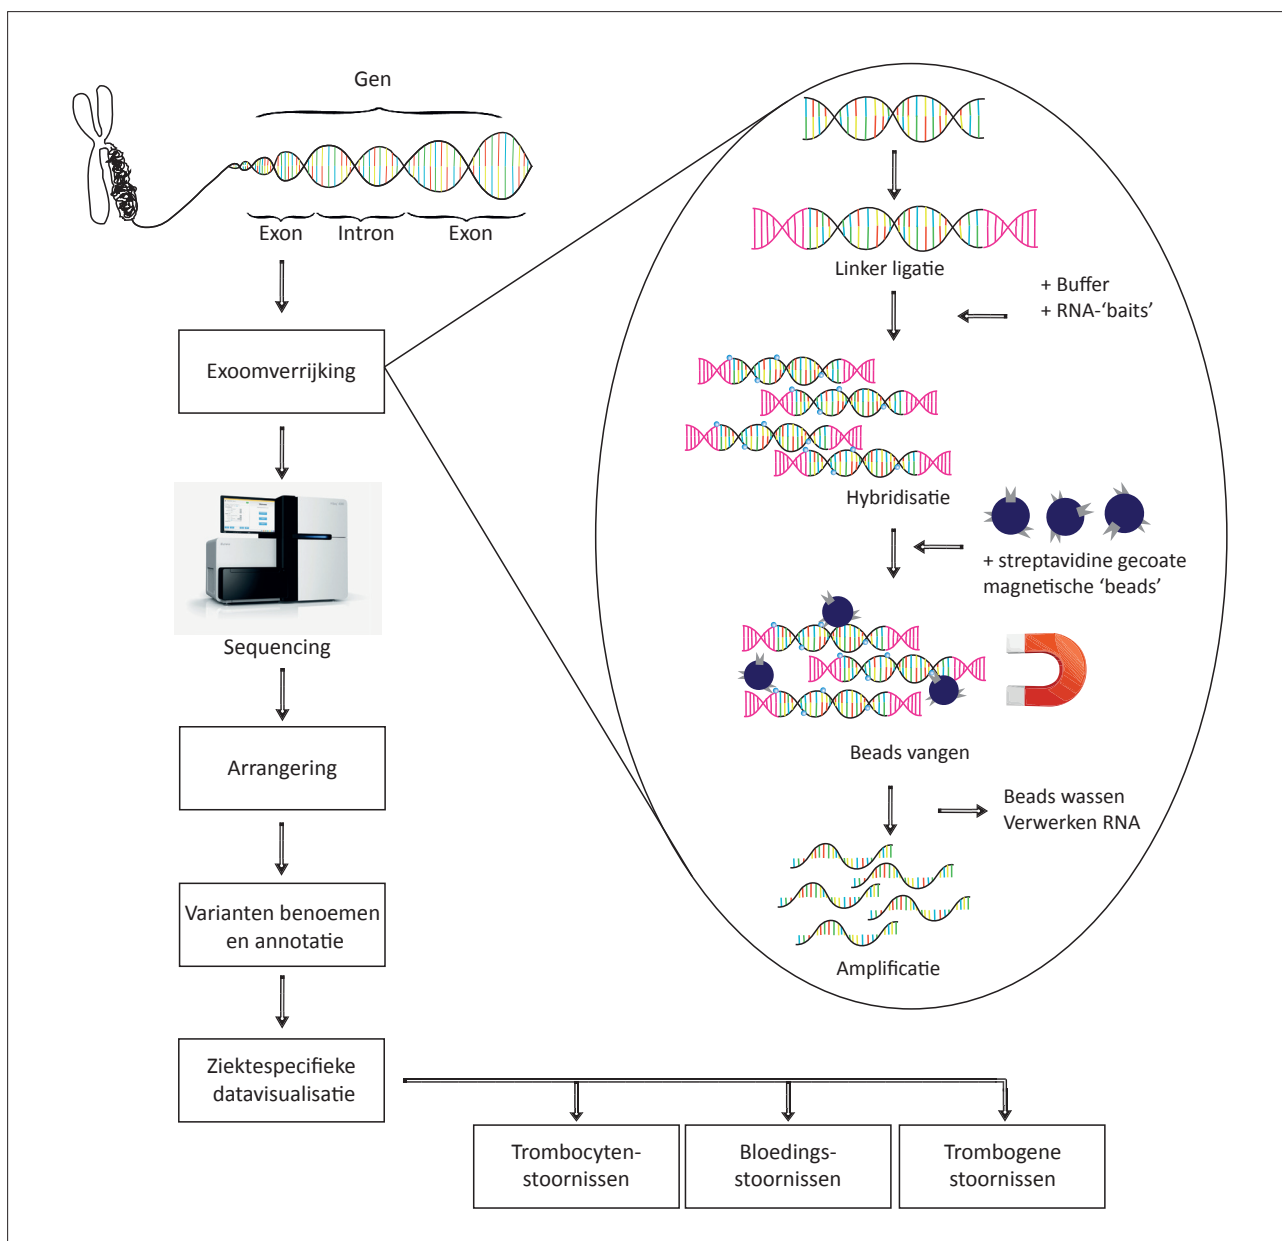 Gen
Exon
Intron
Exon
Exoomverrijking
Sequencing
Arrangering
Varianten benoemen
en annotatie
Ziektespecifieke
datavisualisatie
Trombocyten-
stoornissen
Bloedings-
stoornissen
Trombogene
stoornissen
Linker ligatie
+ Buffer
+ RNA-‘baits’
Hybridisatie
+ streptavidine gecoate
magnetische ‘beads’
Beads vangen
Beads wassen
Verwerken RNA
Amplificatie